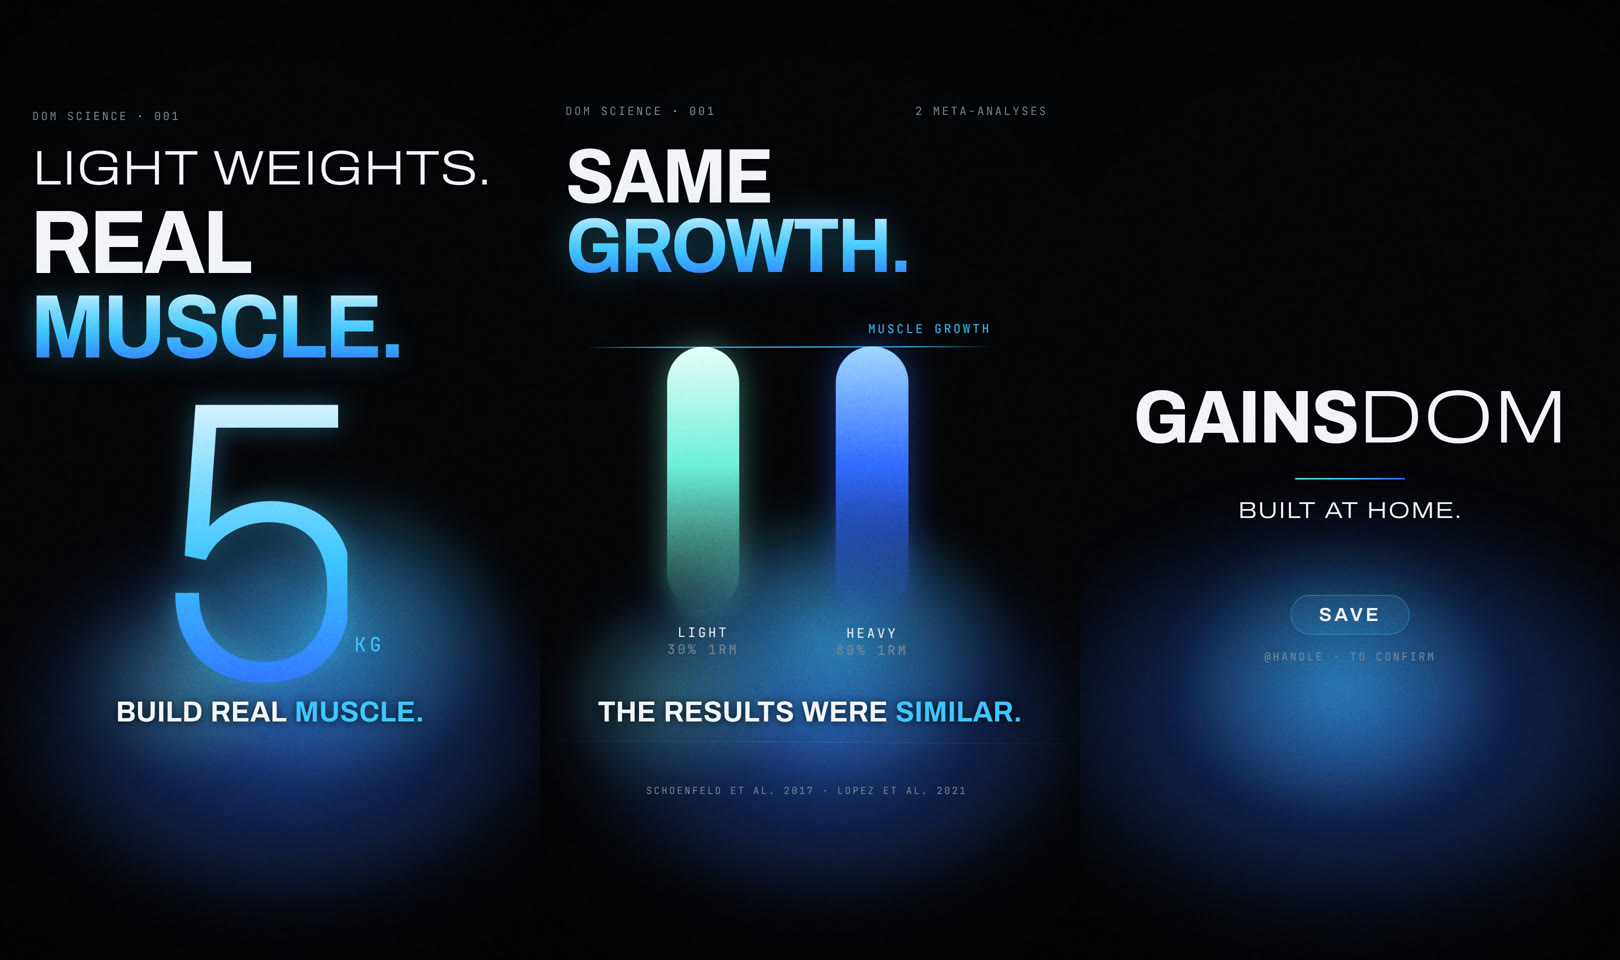 DOM SCIENCE · 001
LIGHT WEIGHTS.
REAL
MUSCLE.
5 KG
BUILD REAL MUSCLE.
DOM SCIENCE · 001
2 META-ANALYSES
SAME
GROWTH.
MUSCLE GROWTH
LIGHT
30% 1RM
HEAVY
80% 1RM
THE RESULTS WERE SIMILAR.
SCHOENFELD ET AL. 2017 · LOPEZ ET AL. 2021
GAINSDOM
BUILT AT HOME.
SAVE
@HANDLE · TO CONFIRM